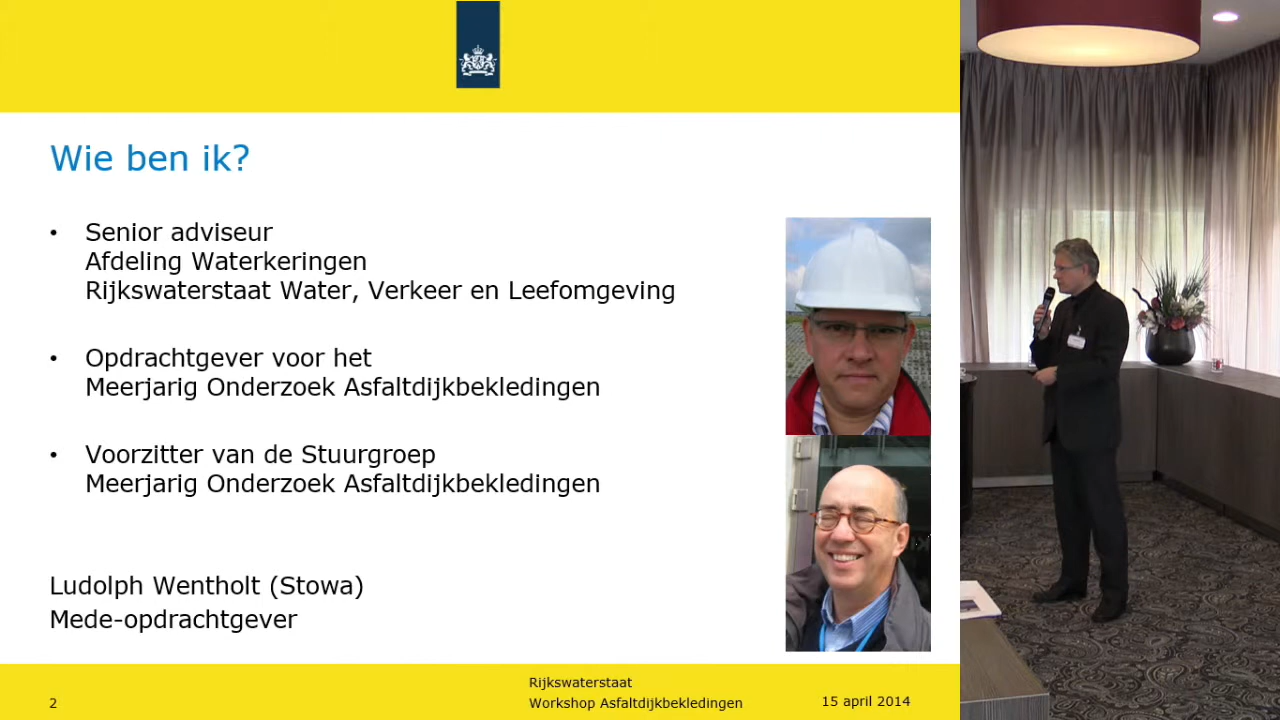 Wie ben ik?
• Senior adviseur
Afdeling Waterkeringen
Rijkswaterstaat Water, Verkeer en Leefomgeving
• Opdrachtgever voor het
Meerjarig Onderzoek Asfaltdijkbekledingen
• Voorzitter van de Stuurgroep
Meerjarig Onderzoek Asfaltdijkbekledingen
Ludolph Wentholt (Stowa)
Mede-opdrachtgever
2
Rijkswaterstaat
Workshop Asfaltdijkbekledingen
15 april 2014